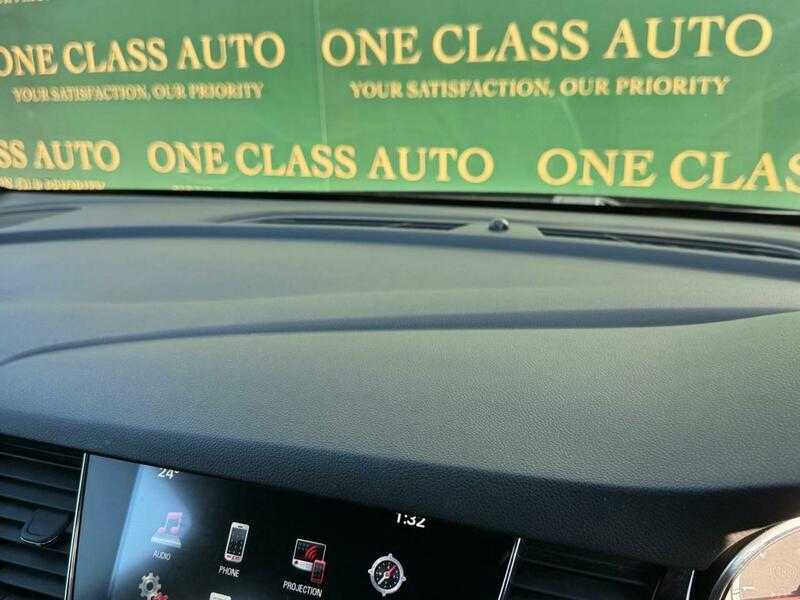 ONE CLASS AUTO
YOUR SATISFACTION, OUR PRIORITY
ONE CLASS AUTO
YOUR SATISFACTION, OUR PRIORITY
SS AUTO
ONE CLASS AUTO
ONE CLAS
24°
1:32
AUDIO
PHONE
PROJECTION